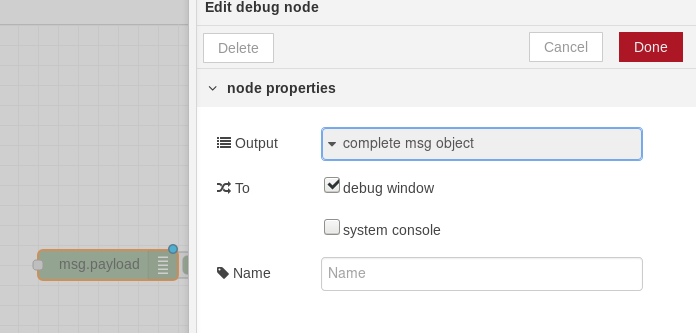 Edit debug node
Delete
Cancel
Done
node properties
Output
complete msg object
To
debug window
system console
msg.payload
Name
Name